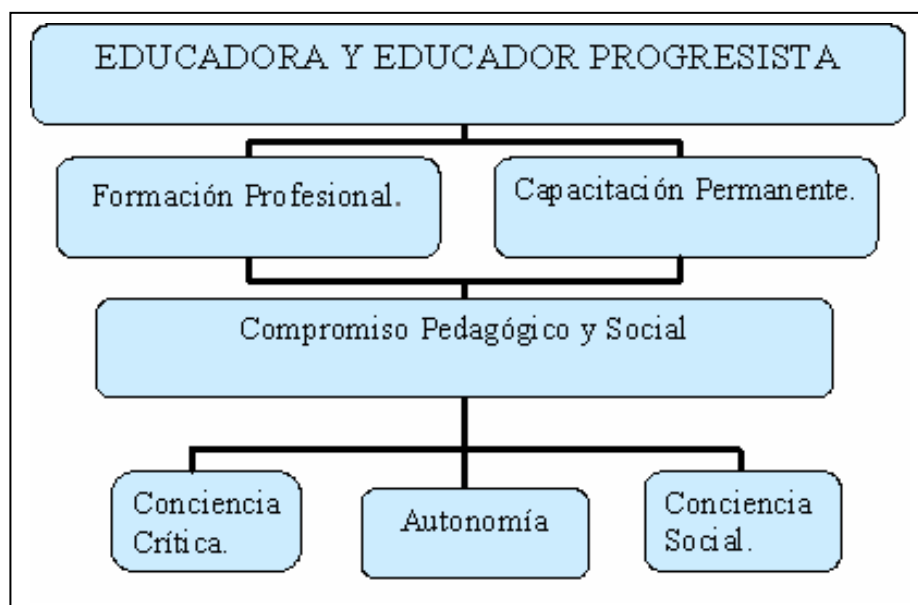 EDUCADORA Y EDUCADOR PROGRESISTA
Formación Profesional.
Capacitación Permanente.
Compromiso Pedagógico y Social
Conciencia
Crítica.
Autonomía
Conciencia
Social.